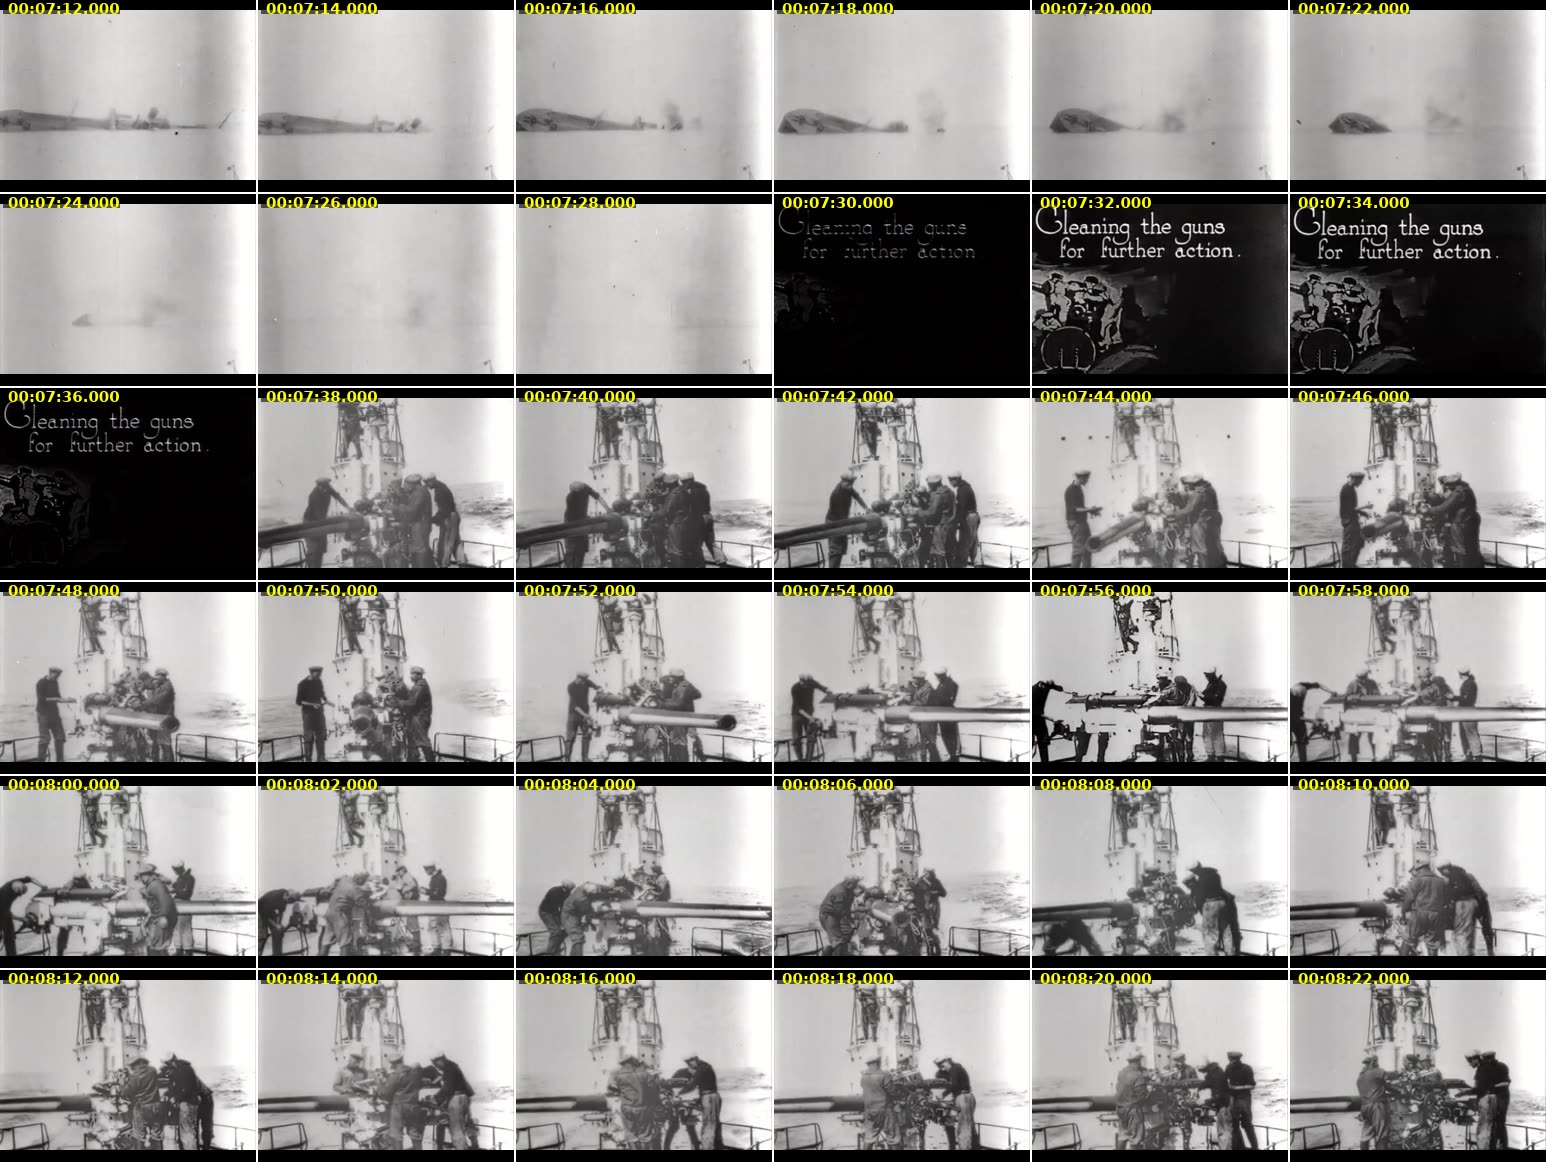 00:07:12.000 00:07:14.000 00:07:16.000 00:07:18.000 00:07:20.000 00:07:22.000
00:07:24.000 00:07:26.000 00:07:28.000 00:07:30.000 00:07:32.000 00:07:34.000
Cleaning the guns
for further action
Cleaning the guns
for further action.
Cleaning the guns
for further action.
00:07:36.000 00:07:38.000 00:07:40.000 00:07:42.000 00:07:44.000 00:07:46.000
Cleaning the guns
for further action.
00:07:48.000 00:07:50.000 00:07:52.000 00:07:54.000 00:07:56.000 00:07:58.000
00:08:00.000 00:08:02.000 00:08:04.000 00:08:06.000 00:08:08.000 00:08:10.000
00:08:12.000 00:08:14.000 00:08:16.000 00:08:18.000 00:08:20.000 00:08:22.000